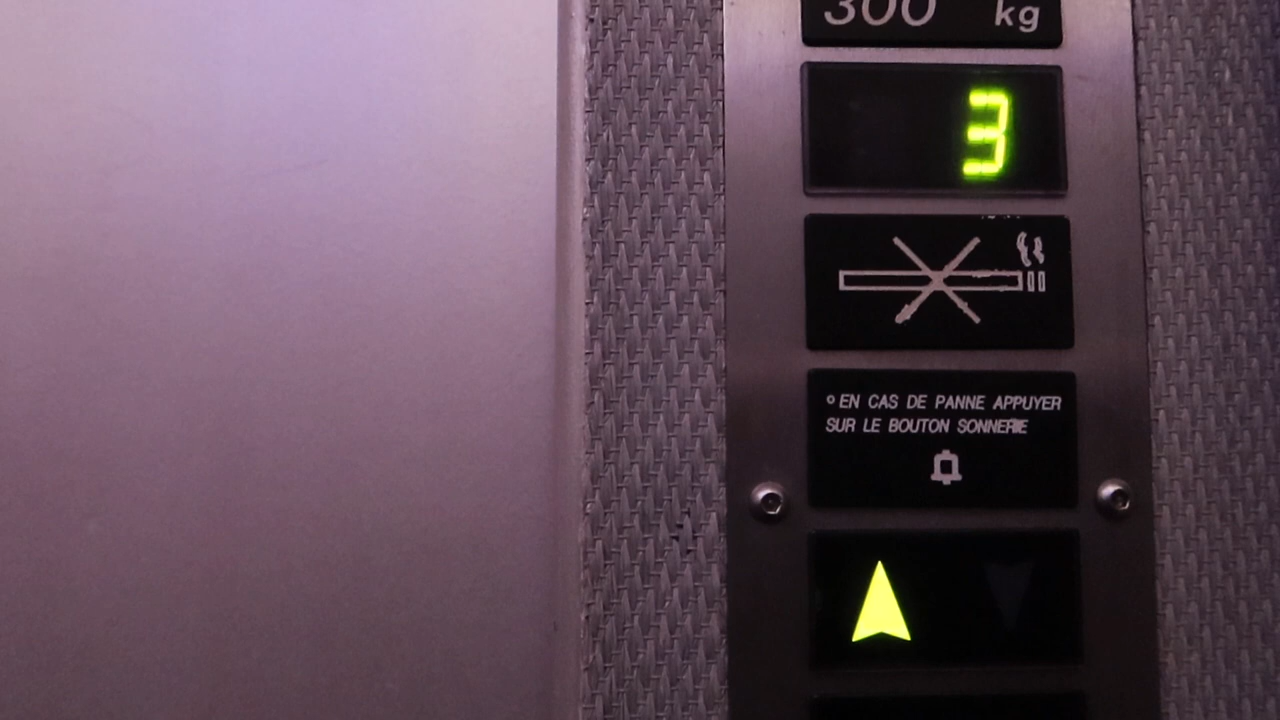 300 kg
3
° EN CAS DE PANNE APPUYER
SUR LE BOUTON SONNERIE